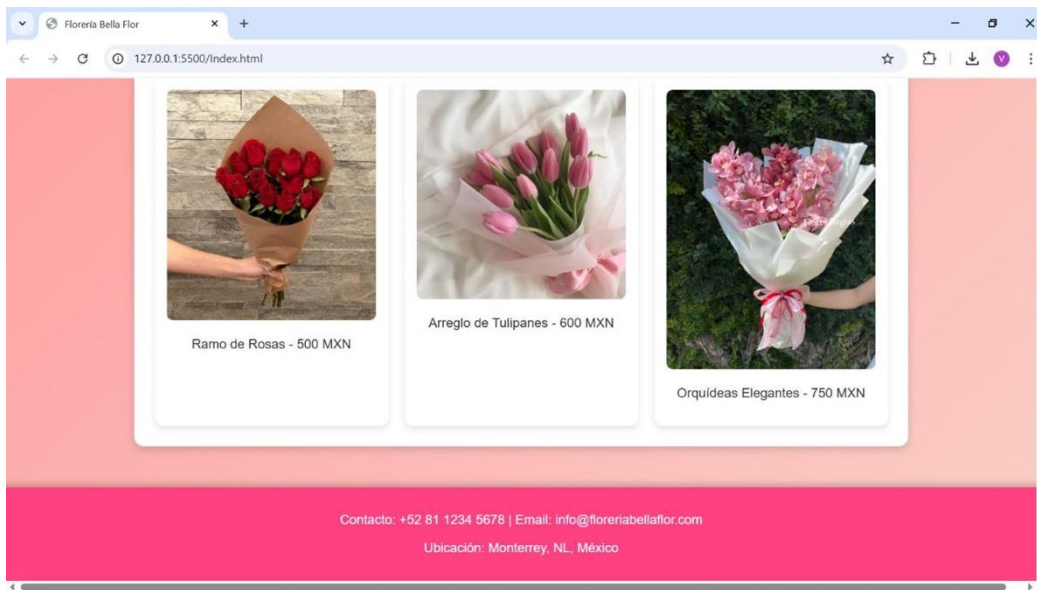 Florería Bella Flor
127.0.0.1:5500/Index.html
V
Ramo de Rosas - 500 MXN
Arreglo de Tulipanes - 600 MXN
Orquídeas Elegantes - 750 MXN
Contacto: +52 81 1234 5678 | Email: info@floreriabellaflor.com
Ubicación: Monterrey, NL, México